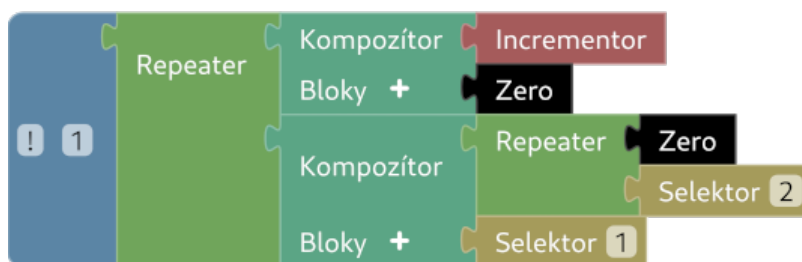 Kompozítor Incrementor
Repeater
Bloky + Zero
! 1
Repeater Zero
Kompozítor
Selektor 2
Bloky + Selektor 1